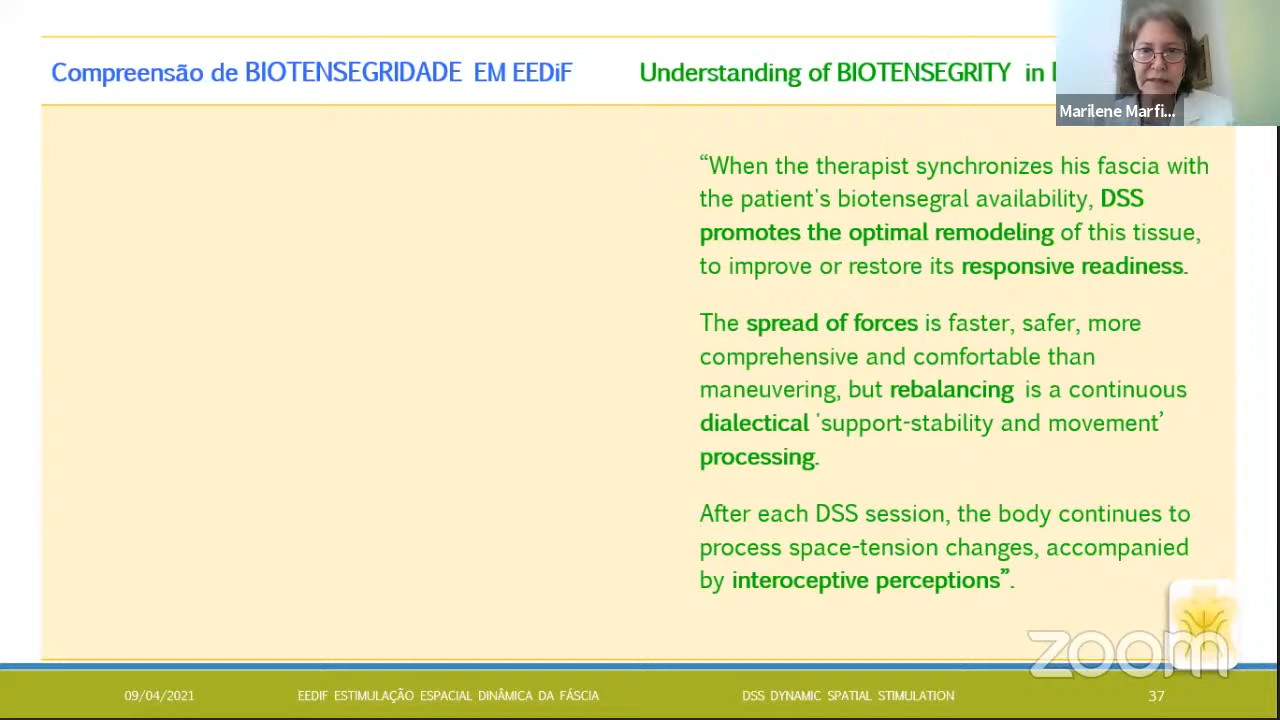 Compreensão de BIOTENSEGRIDADE EM EEDiF
Understanding of BIOTENSEGRITY in
Marilene Marfi...
“When the therapist synchronizes his fascia with
the patient's biotensegral availability, DSS
promotes the optimal remodeling of this tissue,
to improve or restore its responsive readiness.
The spread of forces is faster, safer, more
comprehensive and comfortable than
maneuvering, but rebalancing is a continuous
dialectical 'support-stability and movement’
processing.
After each DSS session, the body continues to
process space-tension changes, accompanied
by interoceptive perceptions”.
zoom
09/04/2021
EEDIF ESTIMULAÇÃO ESPACIAL DINÂMICA DA FÁSCIA
DSS DYNAMIC SPATIAL STIMULATION
37